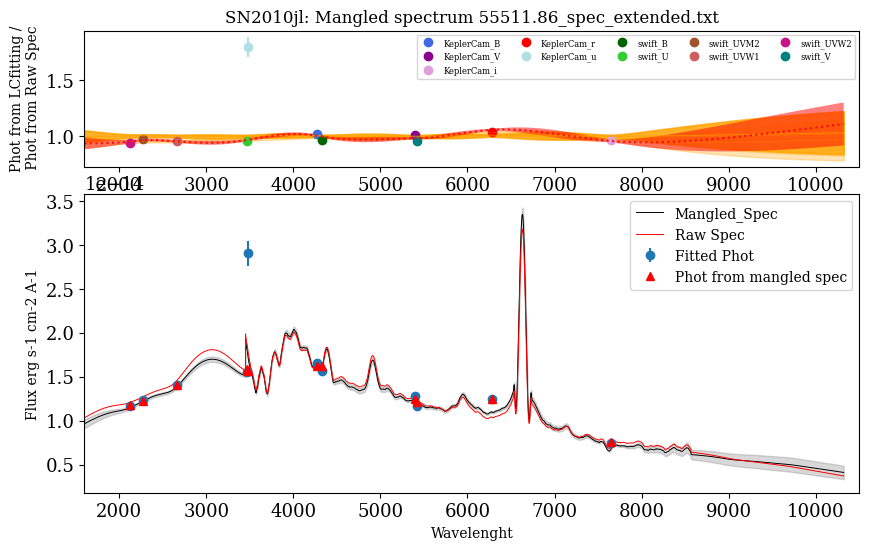 SN2010jl: Mangled spectrum 55511.86_spec_extended.txt
Phot from LCfitting /
Phot from Raw Spec
1.5
1.0
KeplerCam_B
KeplerCam_V
KeplerCam_i
KeplerCam_r
KeplerCam_u
swift_B
swift_U
swift_UVM2
swift_UVW1
swift_UVW2
swift_V
2000 3000 4000 5000 6000 7000 8000 9000 10000
1e−14
Flux erg s-1 cm-2 A-1
3.5
3.0
2.5
2.0
1.5
1.0
0.5
Mangled_Spec
Raw Spec
Fitted Phot
Phot from mangled spec
2000 3000 4000 5000 6000 7000 8000 9000 10000
Wavelenght